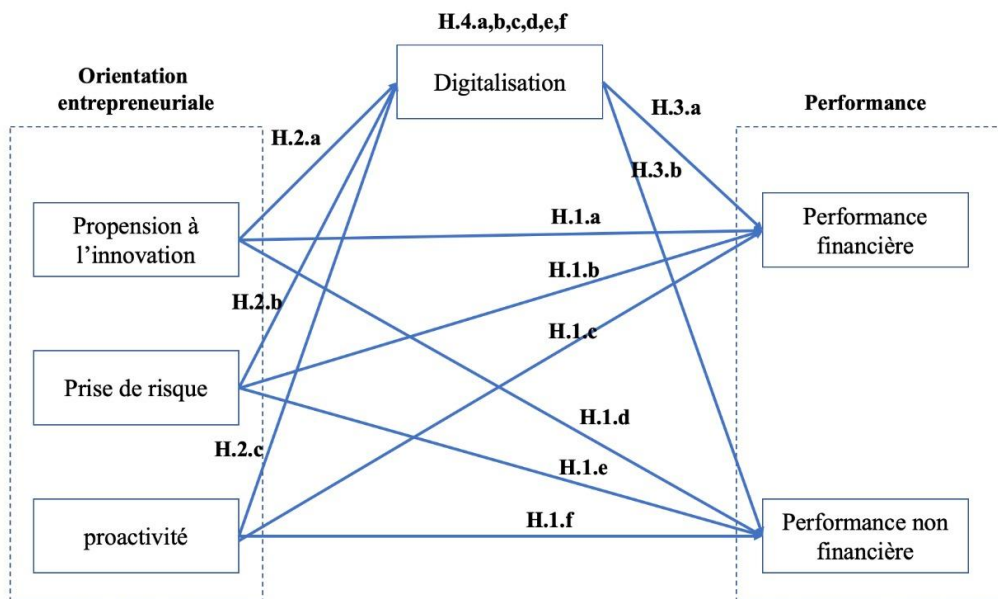 H.4.a,b,c,d,e,f
Digitalisation
Orientation
entrepreneuriale
Performance
H.2.a
H.3.a
H.3.b
Propension à
l’innovation
H.1.a
Performance
financière
H.1.b
H.2.b
H.1.c
Prise de risque
H.1.d
H.2.c
H.1.e
proactivité
H.1.f
Performance non
financière